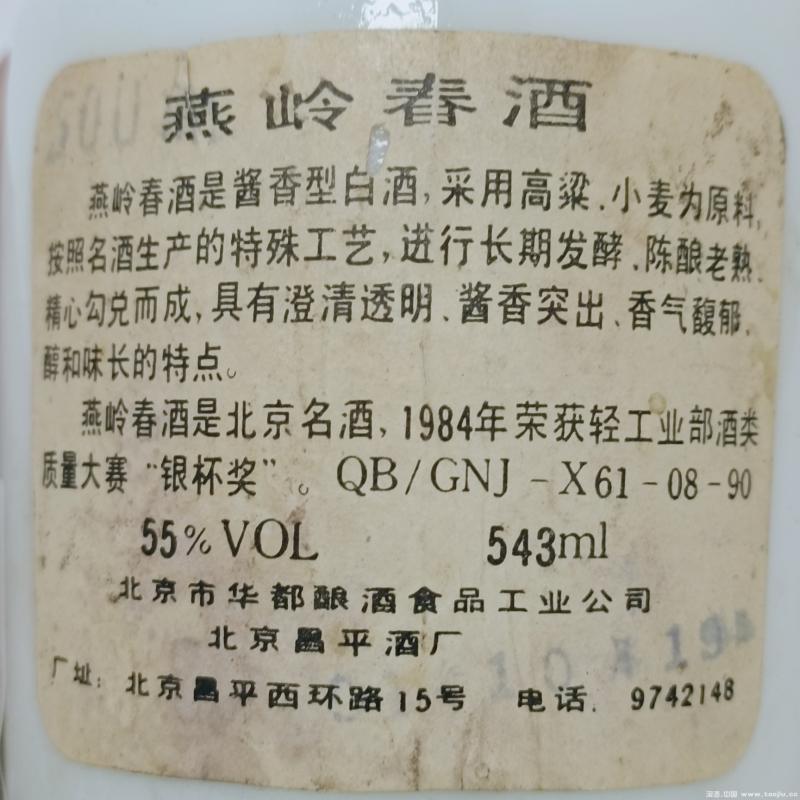 燕岭春酒
燕岭春酒是酱香型白酒,采用高粱、小麦为原料,
按照名酒生产的特殊工艺,进行长期发酵、陈酿老熟、
精心勾兑而成,具有澄清透明、酱香突出、香气馥郁、
醇和味长的特点。
燕岭春酒是北京名酒,1984年荣获轻工业部酒类
质量大赛“银杯奖”。QB/GNJ-X61-08-90
55%VOL 543ml
北京市华都酿酒食品工业公司
北京昌平酒厂
厂址:北京昌平西环路15号 电话.9742148